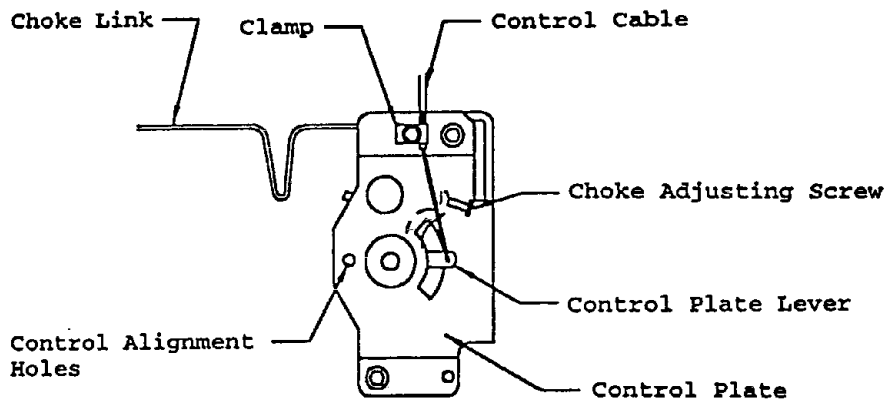 Choke Link
Clamp
Control Cable
Choke Adjusting Screw
Control Plate Lever
Control Alignment
Holes
Control Plate